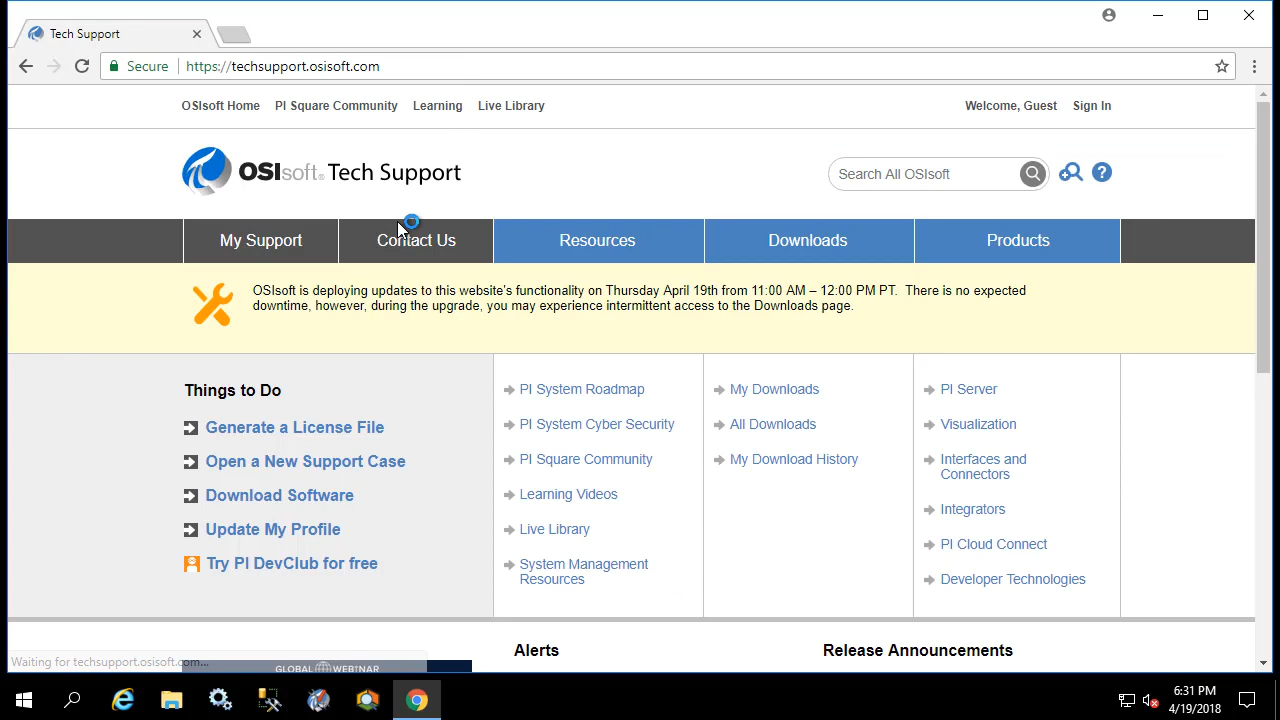 Tech Support
Secure
https://techsupport.osisoft.com
OSIsoft Home
PI Square Community
Learning
Live Library
Welcome, Guest
Sign In
OSIsoft. Tech Support
Search All OSIsoft
?
My Support
Contact Us
Resources
Downloads
Products
OSIsoft is deploying updates to this website's functionality on Thursday April 19th from 11:00 AM – 12:00 PM PT.  There is no expected
downtime, however, during the upgrade, you may experience intermittent access to the Downloads page.
Things to Do
Generate a License File
Open a New Support Case
Download Software
Update My Profile
Try PI DevClub for free
PI System Roadmap
PI System Cyber Security
PI Square Community
Learning Videos
Live Library
System Management
Resources
My Downloads
All Downloads
My Download History
PI Server
Visualization
Interfaces and
Connectors
Integrators
PI Cloud Connect
Developer Technologies
Alerts
Release Announcements
GLOBAL WEBINAR
Waiting for techsupport.osisoft.com...
6:31 PM
4/19/2018